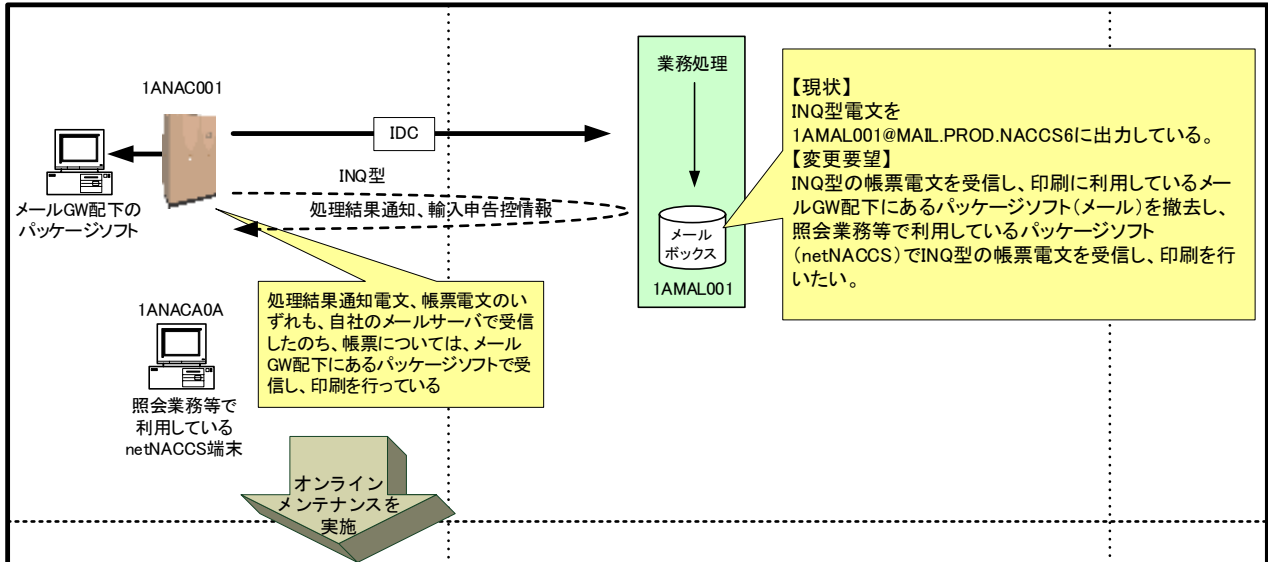 1ANAC001
メールGW配下の
パッケージソフト
IDC
INQ型
処理結果通知、輸入申告控情報
業務処理
メール
ボックス
1AMAL001
【現状】
INQ型電文を
1AMAL001@MAIL.PROD.NACCS6に出力している。
【変更要望】
INQ型の帳票電文を受信し、印刷に利用しているメー
ルGW配下にあるパッケージソフト(メール)を撤去し、
照会業務等で利用しているパッケージソフト
(netNACCS)でINQ型の帳票電文を受信し、印刷を行
いたい。
処理結果通知電文、帳票電文のい
ずれも、自社のメールサーバで受信
したのち、帳票については、メール
GW配下にあるパッケージソフトで受
信し、印刷を行っている
1ANACA0A
照会業務等で
利用している
netNACCS端末
オンライン
メンテナンスを
実施